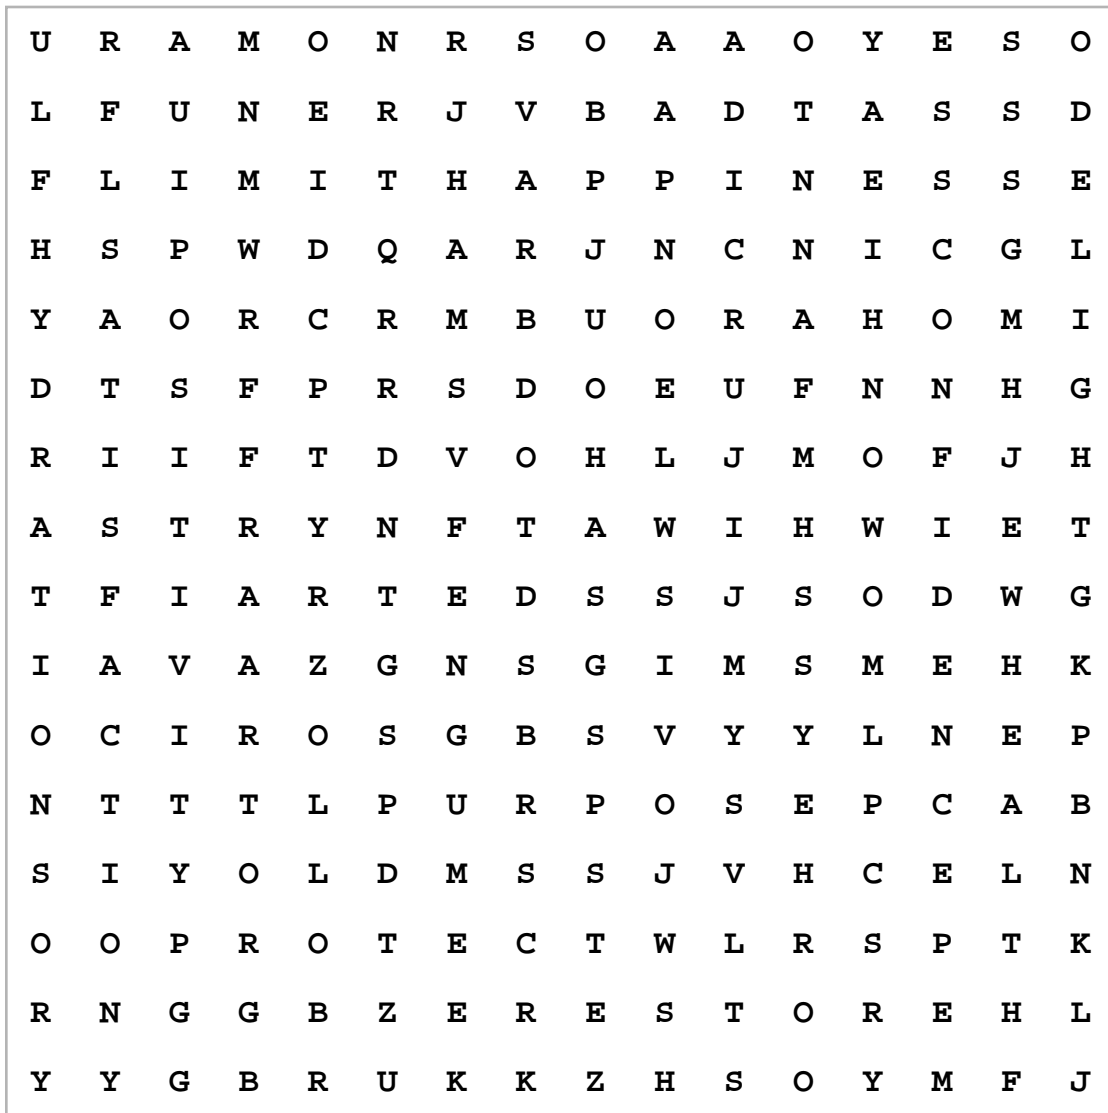 U R A M O N R S O A A O Y E S O
L F U N E R J V B A D T A S S D
F L I M I T H A P P I N E S S E
H S P W D Q A R J N C N I C G L
Y A O R C R M B U O R A H O M I
D T S F P R S D O E U F N N H G
R I I F T D V O H L J M O F J H
A S T R Y N F T A W I H W I E T
T F I A R T E D S S J S O D W G
I A V A Z G N S G I M S M E H K
O C I R O S G B S V Y Y L N E P
N T T T L P U R P O S E P C A B
S I Y O L D M S S J V H C E L N
O O P R O T E C T W L R S P T K
R N G G B Z E R E S T O R E H L
Y Y G B R U K K Z H S O Y M F J